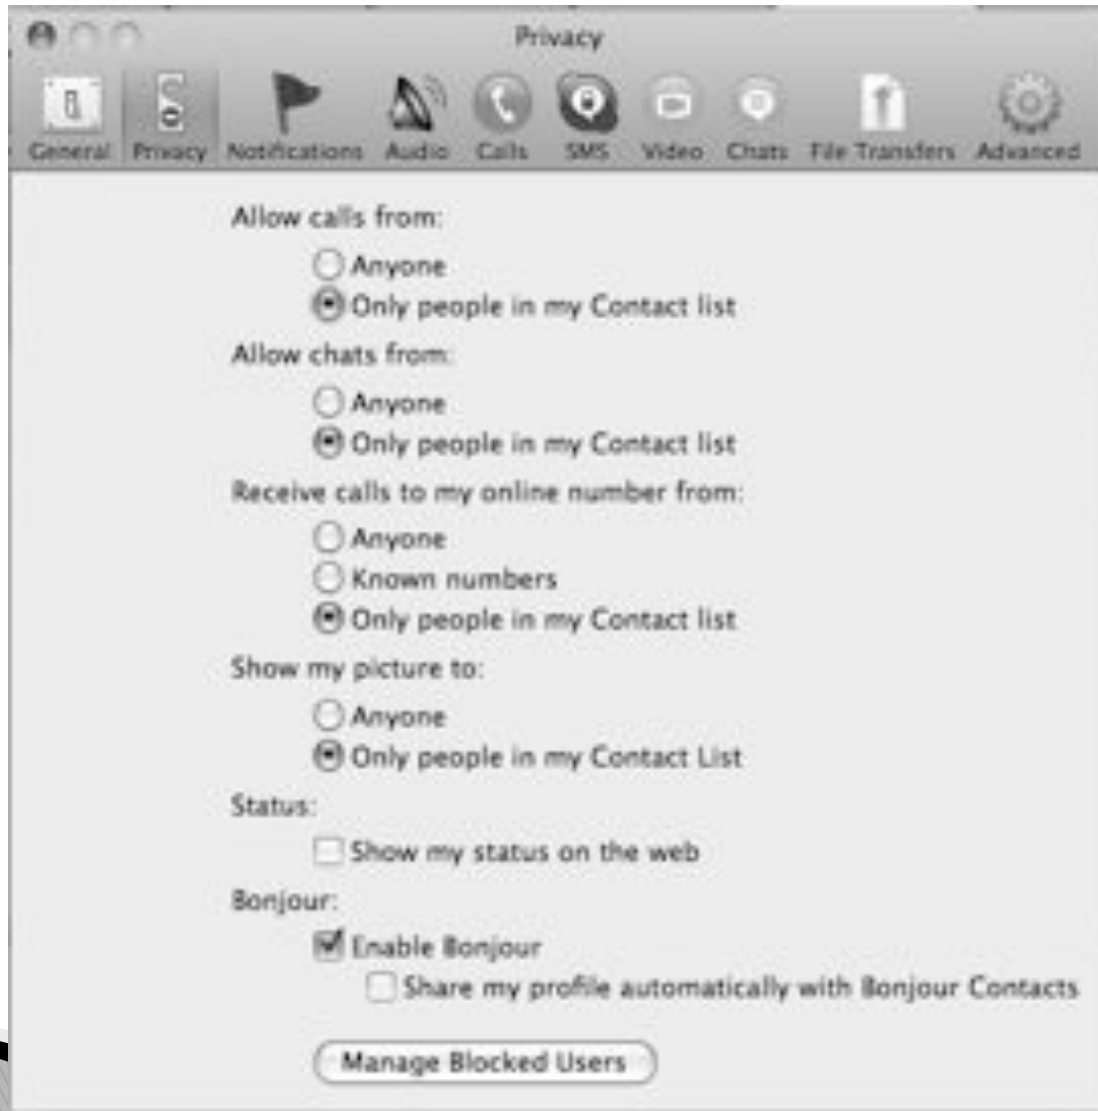 Privacy
General Privacy Notifications Audio Calls SMS Video Chats File Transfers Advanced
Allow calls from:
Anyone
Only people in my Contact list
Allow chats from:
Anyone
Only people in my Contact list
Receive calls to my online number from:
Anyone
Known numbers
Only people in my Contact list
Show my picture to:
Anyone
Only people in my Contact List
Status:
Show my status on the web
Bonjour:
Enable Bonjour
Share my profile automatically with Bonjour Contacts
Manage Blocked Users